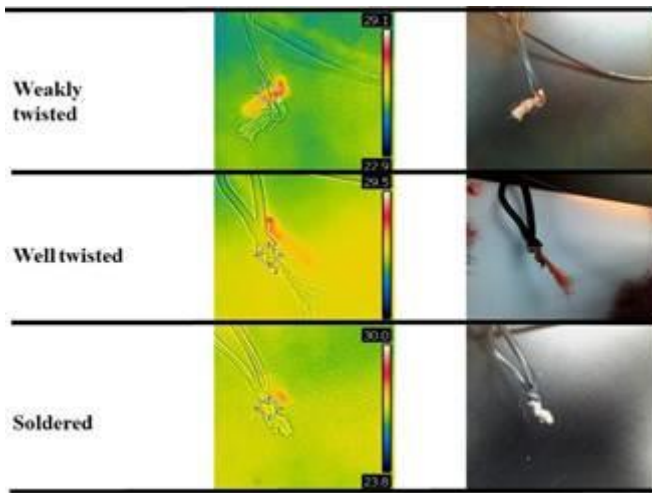 29.1
Weakly
twisted
22.9
29.5
Well twisted
30.0
Soldered
23.8